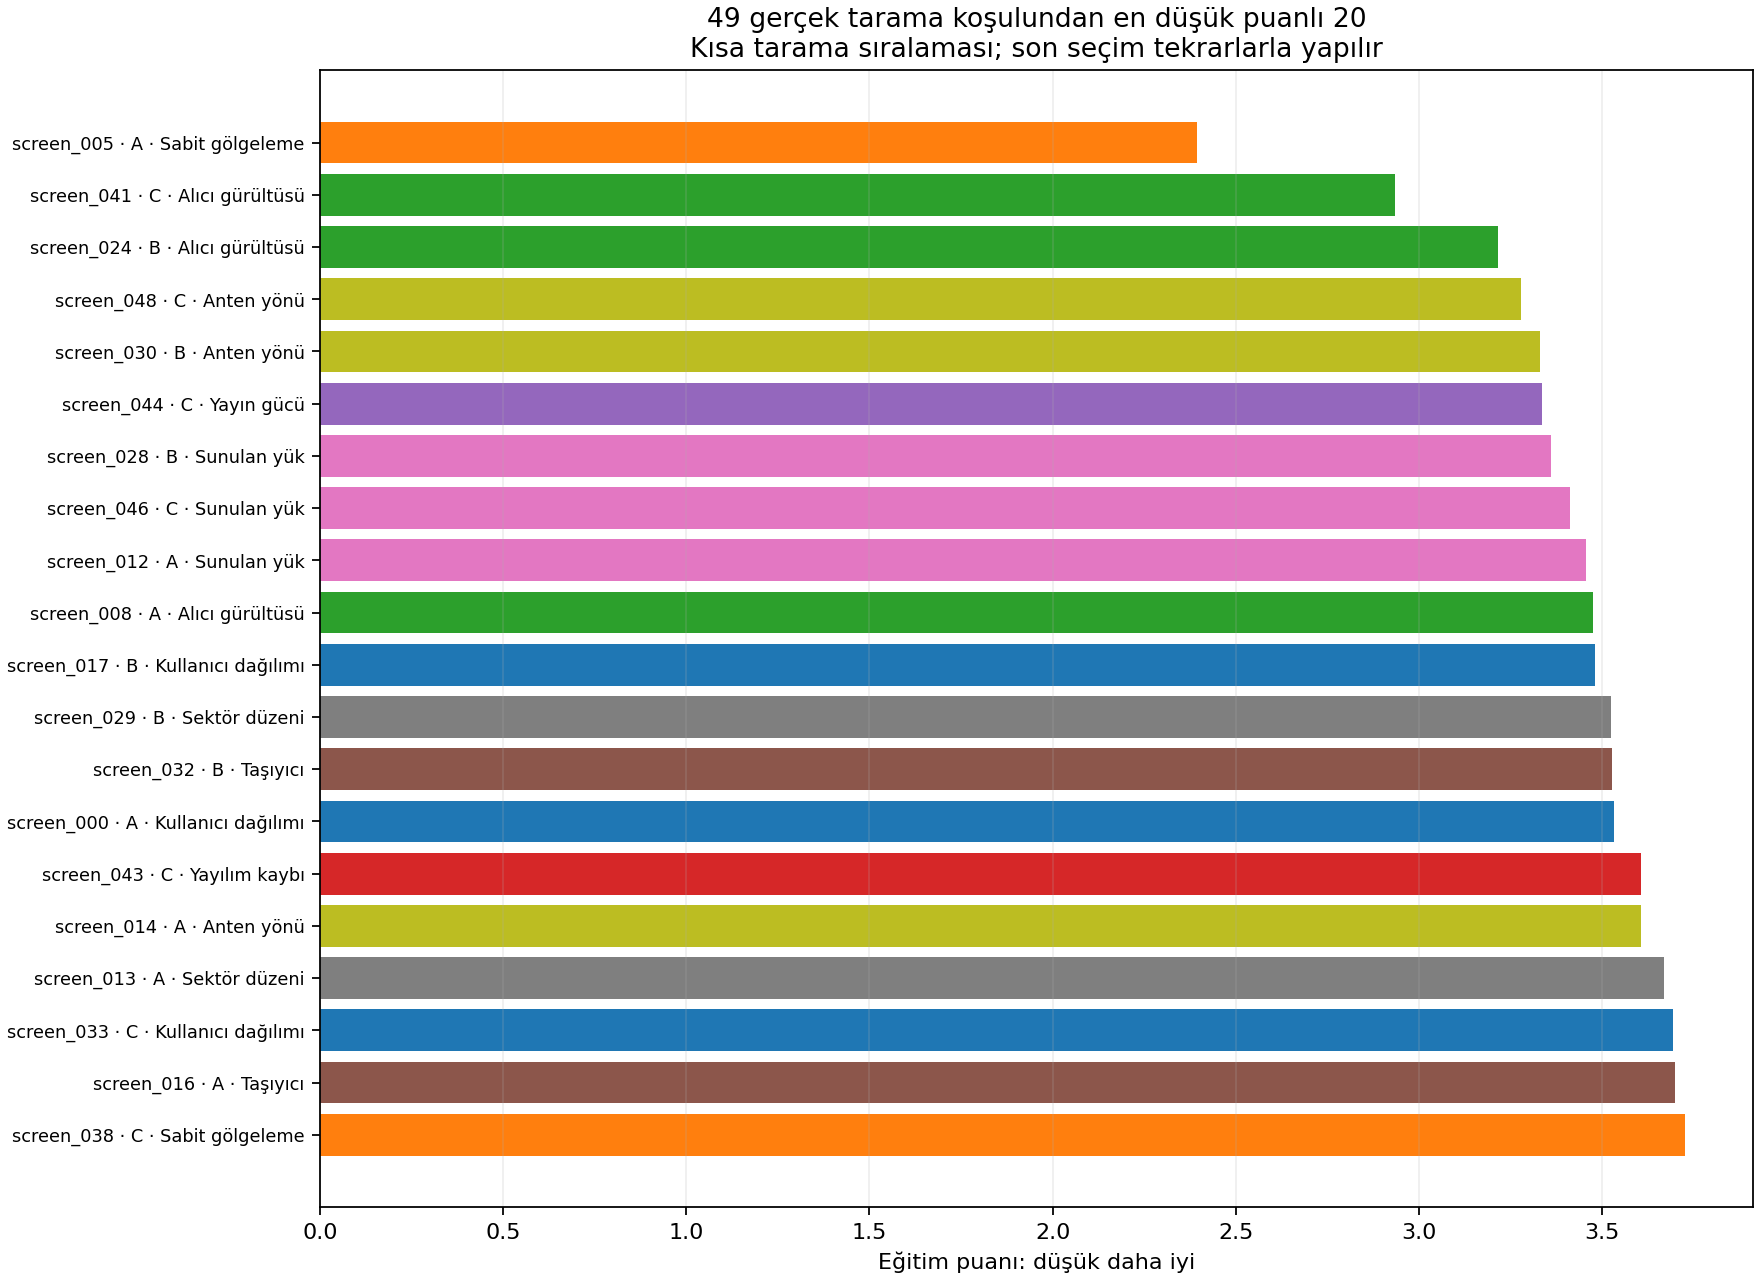 49 gerçek tarama koşulundan en düşük puanlı 20
Kısa tarama sıralaması; son seçim tekrarlarla yapılır
screen_005 · A · Sabit gölgeleme
screen_041 · C · Alıcı gürültüsü
screen_024 · B · Alıcı gürültüsü
screen_048 · C · Anten yönü
screen_030 · B · Anten yönü
screen_044 · C · Yayın gücü
screen_028 · B · Sunulan yük
screen_046 · C · Sunulan yük
screen_012 · A · Sunulan yük
screen_008 · A · Alıcı gürültüsü
screen_017 · B · Kullanıcı dağılımı
screen_029 · B · Sektör düzeni
screen_032 · B · Taşıyıcı
screen_000 · A · Kullanıcı dağılımı
screen_043 · C · Yayılım kaybı
screen_014 · A · Anten yönü
screen_013 · A · Sektör düzeni
screen_033 · C · Kullanıcı dağılımı
screen_016 · A · Taşıyıcı
screen_038 · C · Sabit gölgeleme
0.0 0.5 1.0 1.5 2.0 2.5 3.0 3.5
Eğitim puanı: düşük daha iyi